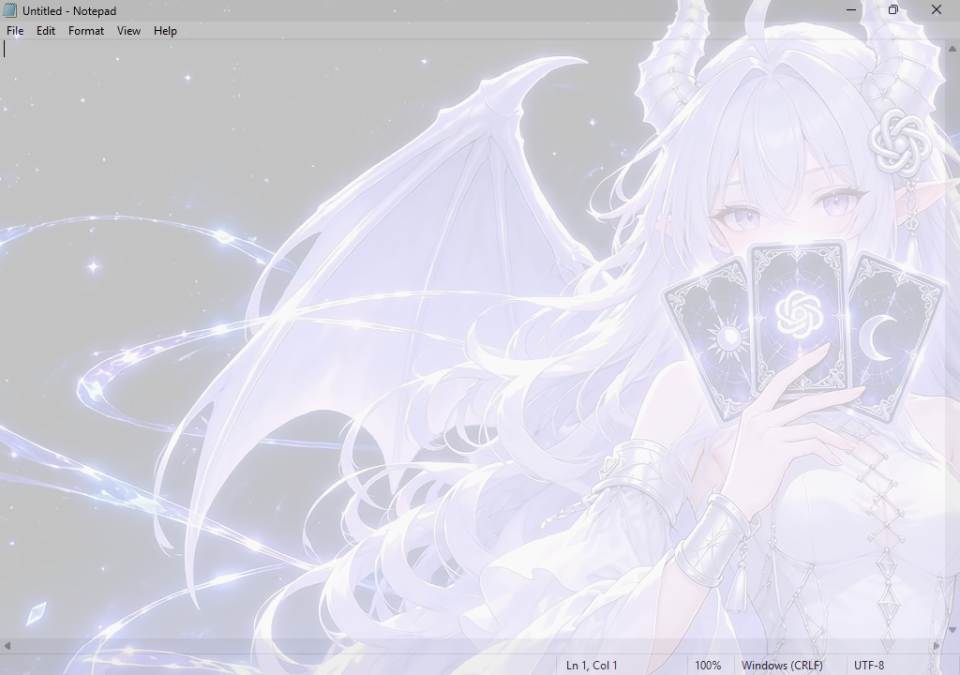 Untitled - Notepad
File Edit Format View Help
Ln 1, Col 1 100% Windows (CRLF) UTF-8